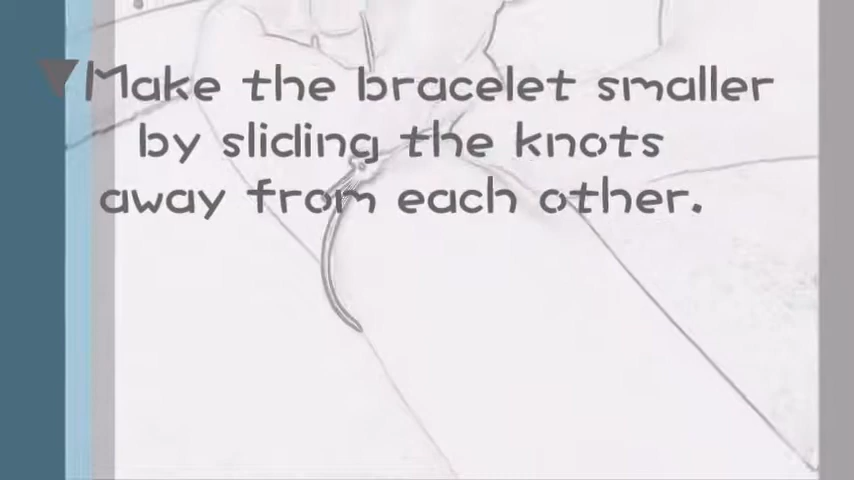 Make the bracelet smaller
by sliding the knots
away from each other.